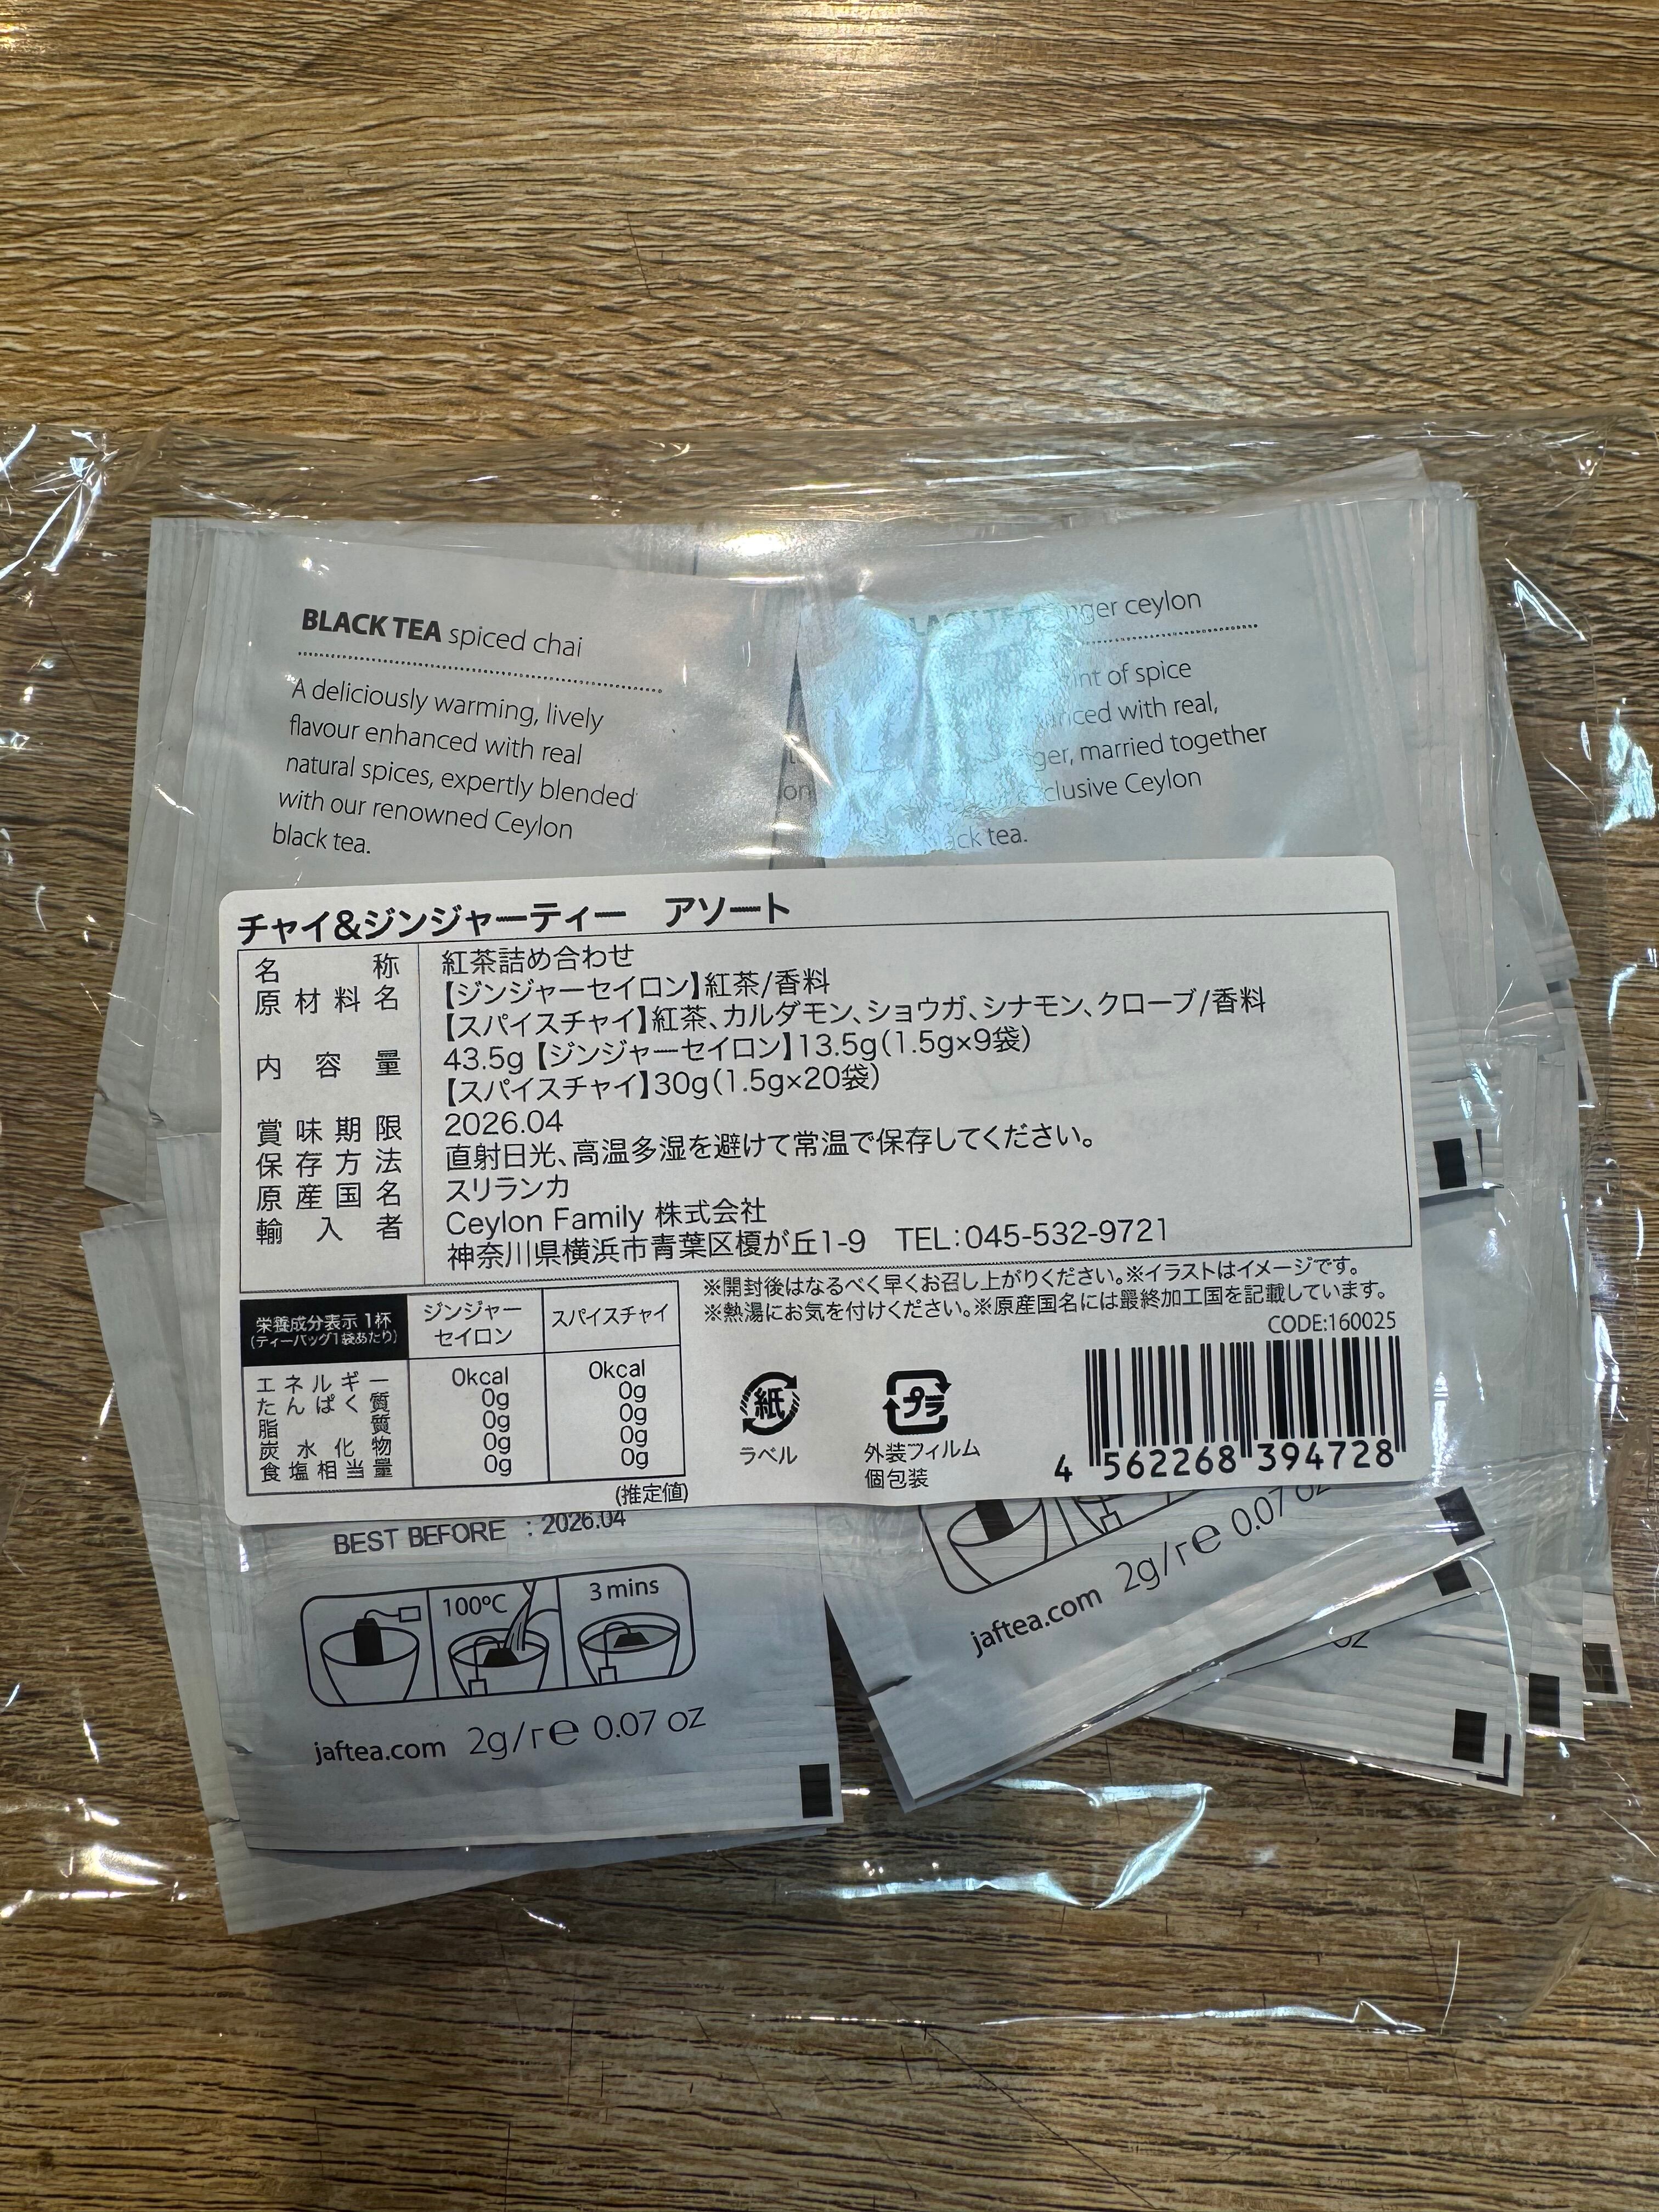 BLACK TEA spiced chai
A deliciously warming, lively
flavour enhanced with real
natural spices, expertly blended
with our renowned Ceylon
black tea.
ceylon
of spice
with real,
married together
Ceylon
tea.
チャイ&ジンジャーティー　アソート
名称 紅茶詰め合わせ
原材料名 【ジンジャーセイロン】紅茶/香料
【スパイスチャイ】紅茶、カルダモン、ショウガ、シナモン、クローブ/香料
内容量 43.5g【ジンジャーセイロン】13.5g(1.5g×9袋)
【スパイスチャイ】30g(1.5g×20袋)
賞味期限 2026.04
保存方法 直射日光、高温多湿を避けて常温で保存してください。
原産国名 スリランカ
輸入者 Ceylon Family 株式会社
神奈川県横浜市青葉区榎が丘1-9　TEL:045-532-9721
※開封後はなるべく早くお召し上がりください。※イラストはイメージです。
※熱湯にお気を付けください。※原産国名には最終加工国を記載しています。
CODE:160025
栄養成分表示 1杯
(ティーバッグ1袋あたり)
ジンジャー
セイロン
スパイスチャイ
エネルギー 0kcal 0kcal
たんぱく質 0g 0g
脂質 0g 0g
炭水化物 0g 0g
食塩相当量 0g 0g
(推定値)
紙
ラベル
プラ
外装フィルム
個包装
4 562268 394728
BEST BEFORE : 2026.04
100ºC
3 mins
jaftea.com 2g/re 0.07 oz
jaftea.com 2g/re 0.07 oz
oz